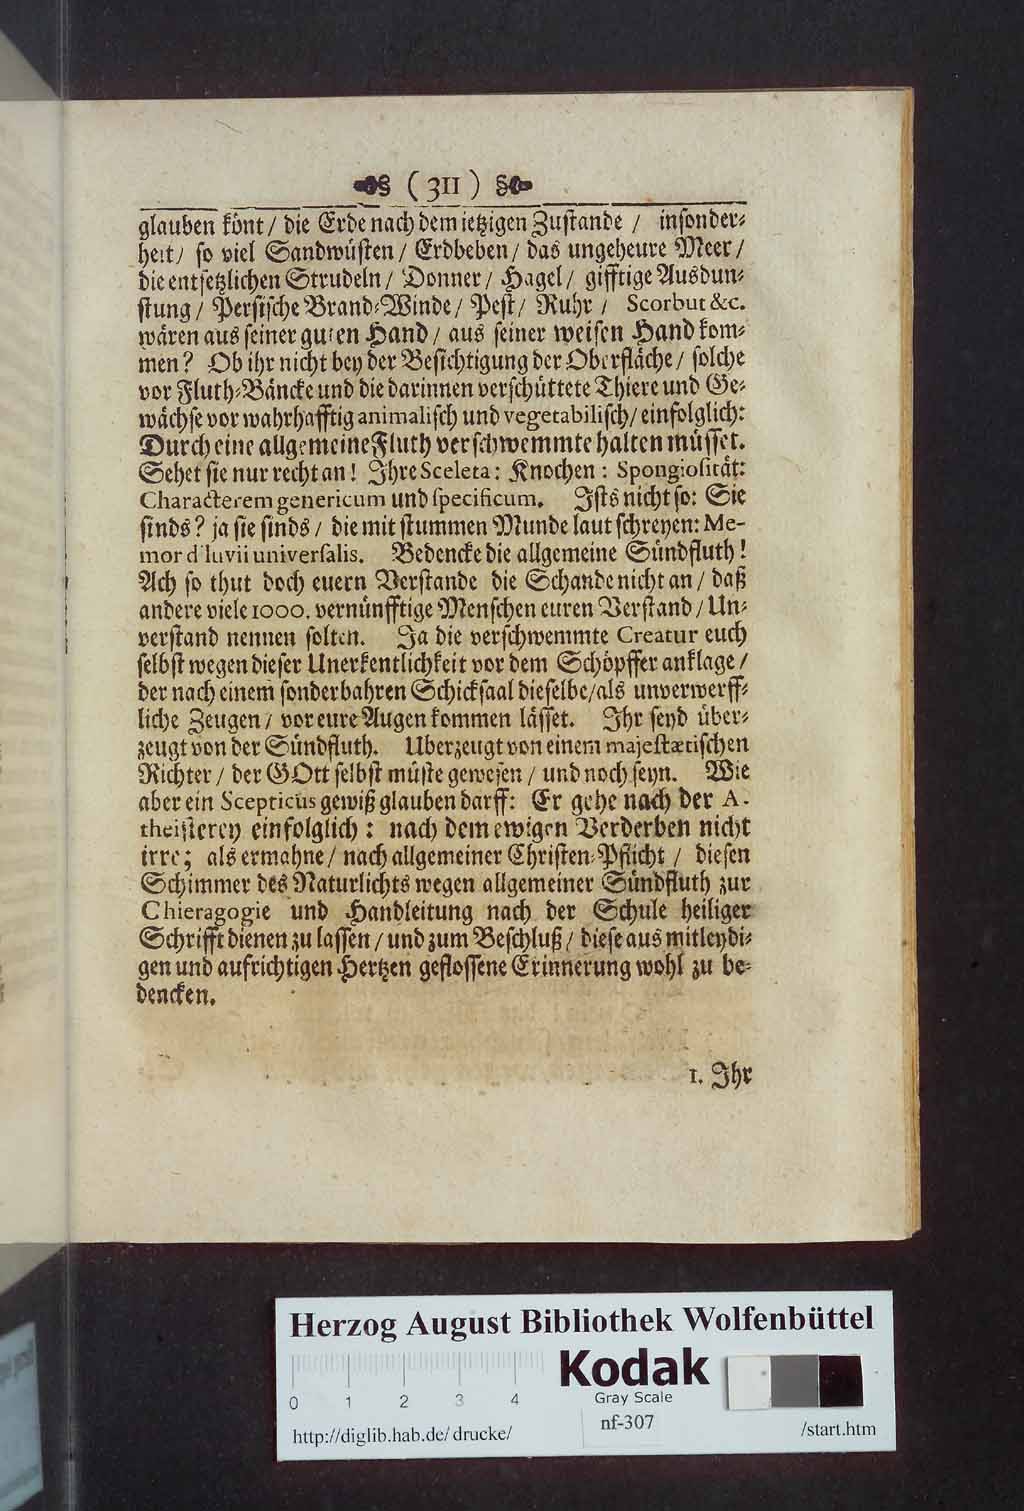 ( 311 )
glauben könt / die Erde nach dem ietzigen Zustande / insonder⸗
heit / so viel Sandwüsten / Erdbeben / das ungeheure Meer /
die entsetzlichen Strudeln / Donner / Hagel / gifftige Ausdun⸗
stung / Persische Brand⸗Winde / Pest / Ruhr / Scorbut &c.
wären aus seiner guten Hand / aus seiner weisen Hand kom⸗
men? Ob ihr nicht bey der Besichtigung der Oberfläche / solche
vor Fluth⸗Bäncke und die darinnen verschüttete Thiere und Ge⸗
wächse vor wahrhafftig animalisch und vegetabilisch / einfolglich:
Durch eine allgemeine Fluth verschwemmte halten müsset.
Sehet sie nur recht an! Ihre Sceleta: Knochen: Spongiosität:
Characterem genericum und specificum. Ists nicht so: Sie
sinds? ja sie sinds / die mit stummen Munde laut schreyen: Me-
mor d'luvii universalis. Bedencke die allgemeine Sündfluth!
Ach so thut doch euern Verstande die Schande nicht an / daß
andere viele 1000. vernünfftige Menschen euren Verstand / Un⸗
verstand nennen solten. Ja die verschwemmte Creatur euch
selbst wegen dieser Unerkentlichkeit vor dem Schöpffer anklage /
der nach einem sonderbahren Schicksaal dieselbe / als unverwerff⸗
liche Zeugen / vor eure Augen kommen lässet. Ihr seyd über⸗
zeugt von der Sündfluth. Uberzeugt von einem majestætischen
Richter / der GOtt selbst müste gewesen / und noch seyn. Wie
aber ein Scepticus gewiß glauben darff: Er gehe nach der A-
theisterey einfolglich: nach dem ewigen Verderben nicht
irre; als ermahne / nach allgemeiner Christen⸗Pflicht / diesen
Schimmer des Naturlichts wegen allgemeiner Sündfluth zur
Chieragogie und Handleitung nach der Schule heiliger
Schrifft dienen zu lassen / und zum Beschluß / diese aus mitleydi⸗
gen und aufrichtigen Hertzen geflossene Erinnerung wohl zu be⸗
dencken.
1. Ihr
Herzog August Bibliothek Wolfenbüttel
Kodak
Gray Scale
0 1 2 3 4
nf-307
http://diglib.hab.de/ drucke/
/start.htm